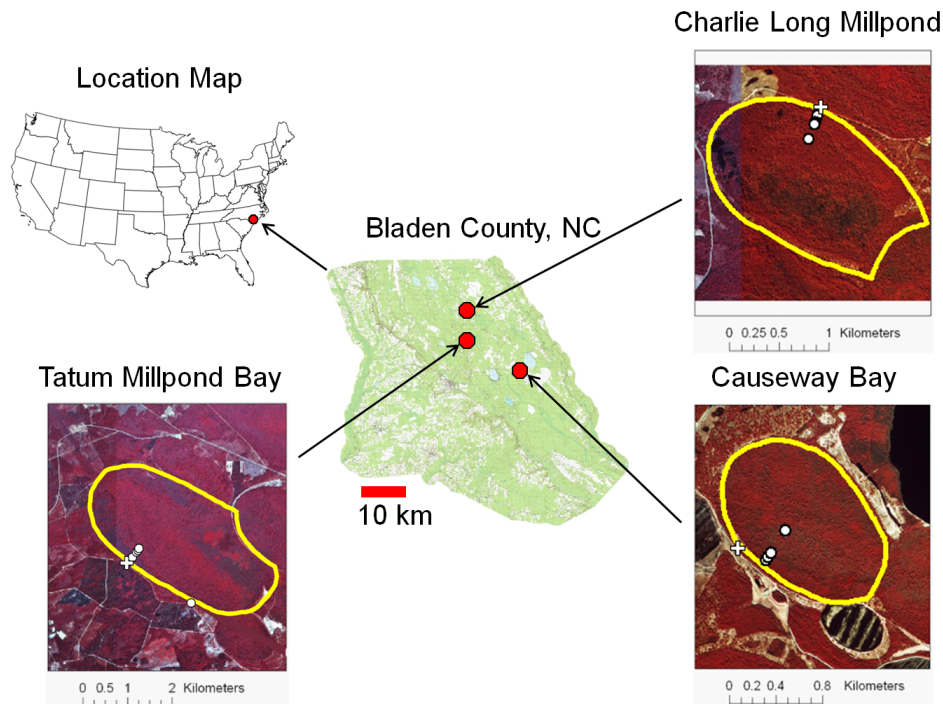 Charlie Long Millpond
Location Map
Bladen County, NC
0 0.25 0.5 1 Kilometers
Tatum Millpond Bay
Causeway Bay
10 km
0 0.5 1 2 Kilometers
0 0.2 0.4 0.8 Kilometers